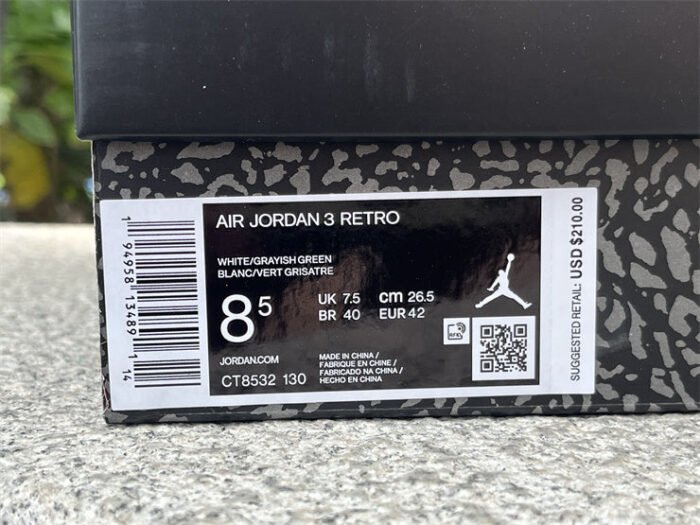 AIR JORDAN 3 RETRO
WHITE/GRAYISH GREEN
BLANC/VERT GRISATRE
8⁵
UK 7.5 cm 26.5
BR 40 EUR 42
JORDAN.COM
CT8532 130
MADE IN CHINA /
FABRIQUE EN CHINE /
FABRICADO NA CHINA /
HECHO EN CHINA
RFID
1 94958 13489 1 14
SUGGESTED RETAIL: USD $210.00